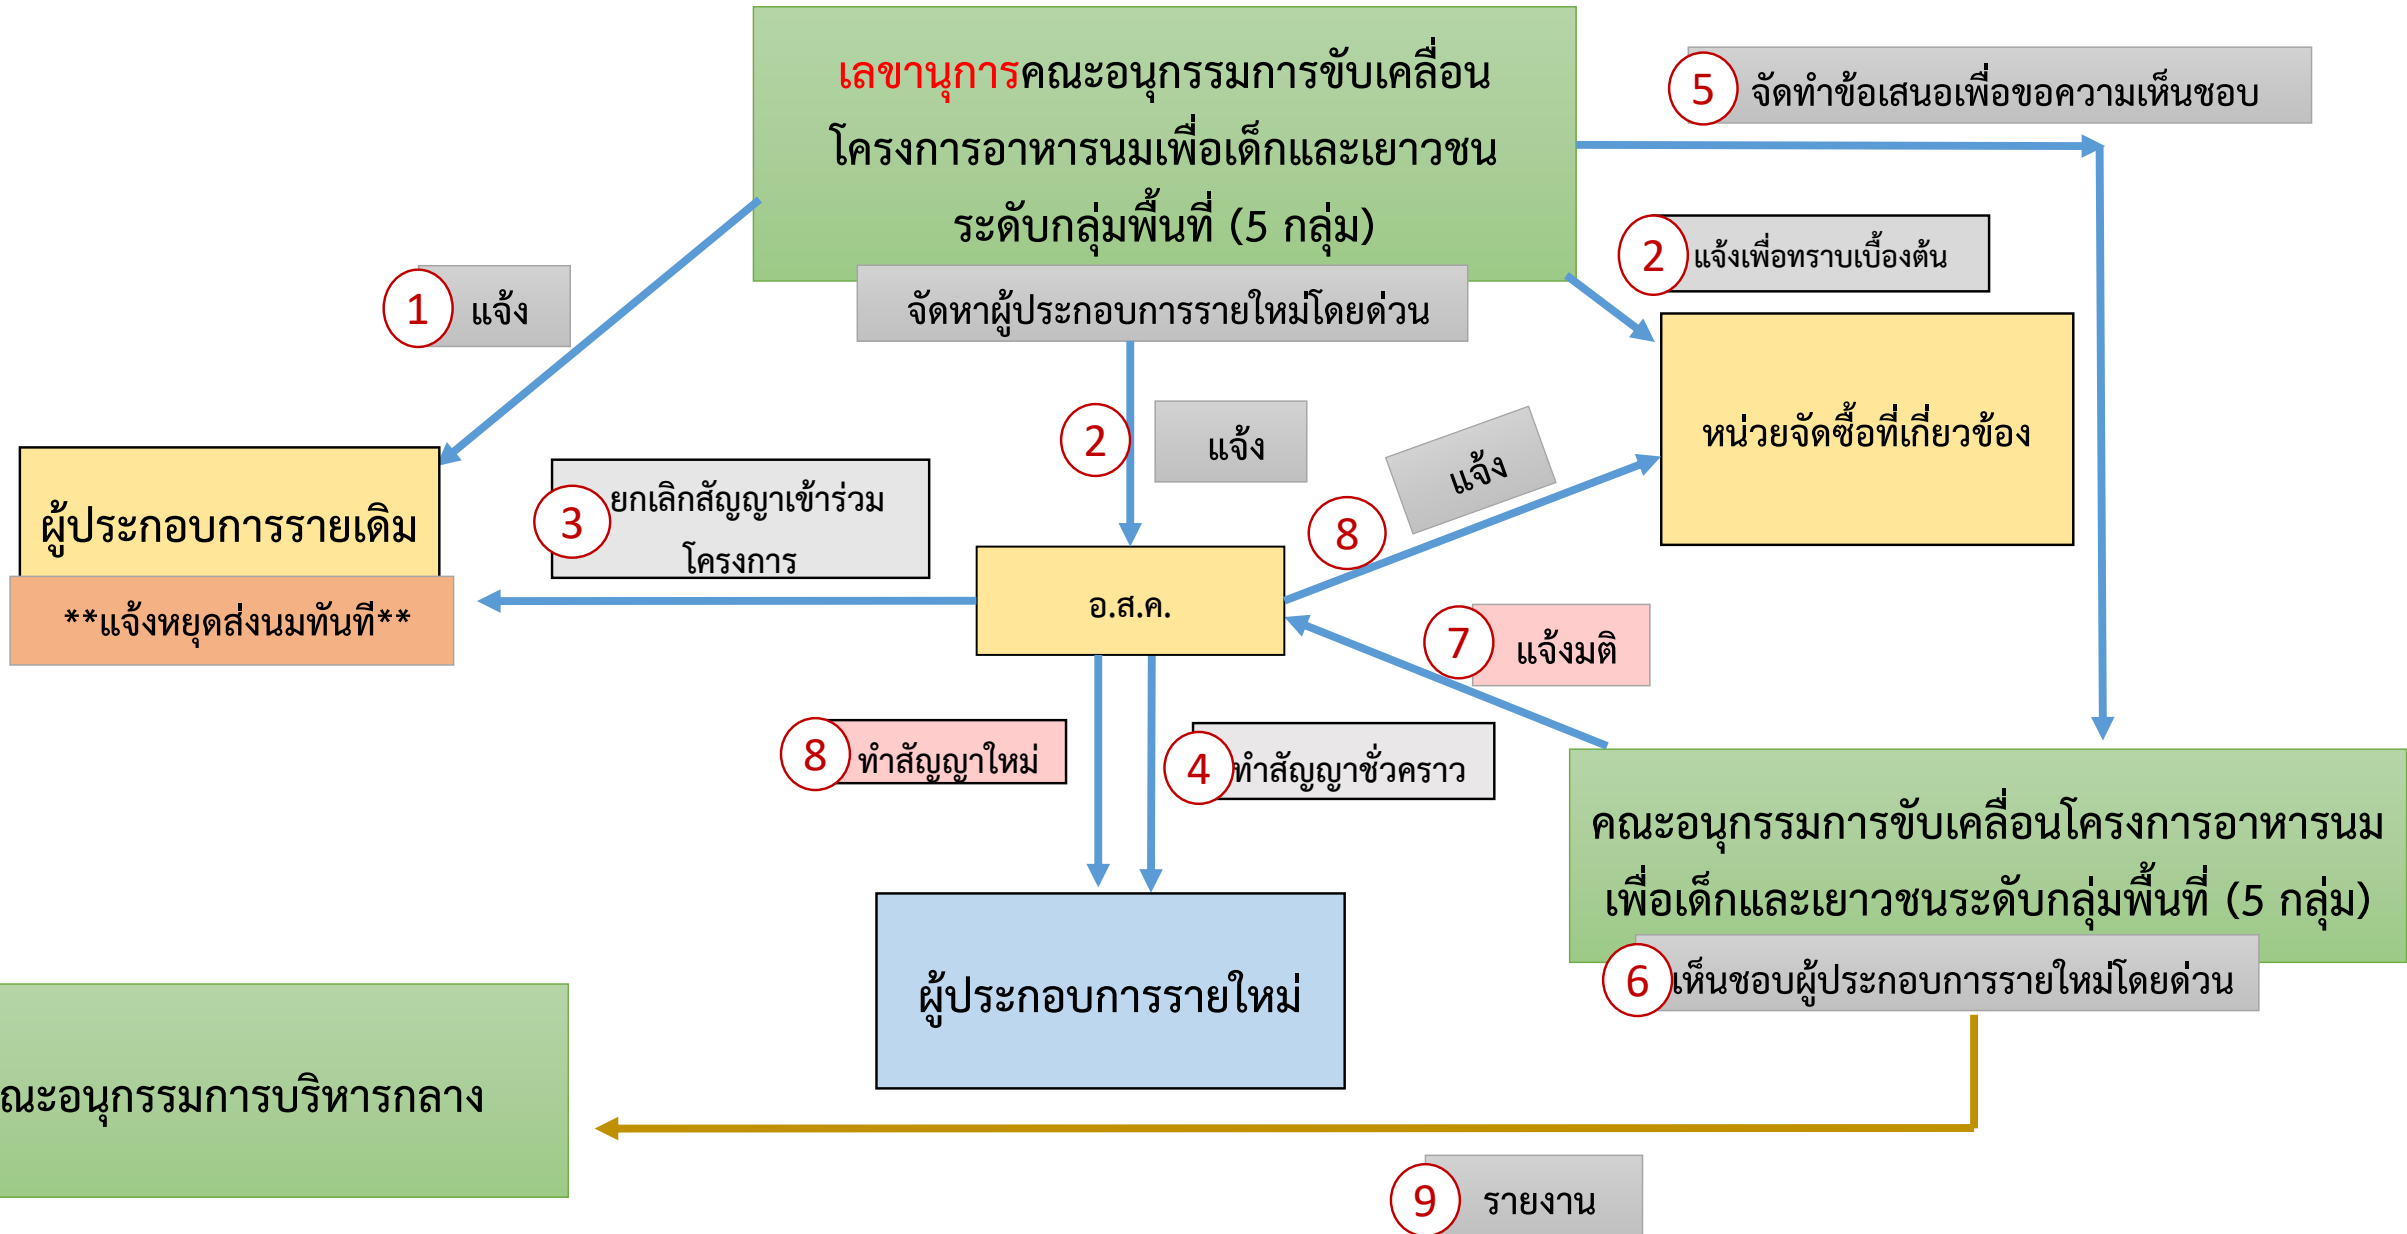 เลขานุการคณะอนุกรรมการขับเคลื่อน
โครงการอาหารนมเพื่อเด็กและเยาวชน
ระดับกลุ่มพื้นที่ (5 กลุ่ม)
จัดหาผู้ประกอบการรายใหม่โดยด่วน
5 จัดทำข้อเสนอเพื่อขอความเห็นชอบ
2 แจ้งเพื่อทราบเบื้องต้น
1 แจ้ง
หน่วยจัดซื้อที่เกี่ยวข้อง
2 แจ้ง
8 แจ้ง
ผู้ประกอบการรายเดิม
**แจ้งหยุดส่งนมทันที**
3 ยกเลิกสัญญาเข้าร่วม
โครงการ
อ.ส.ค.
7 แจ้งมติ
8 ทำสัญญาใหม่
4 ทำสัญญาชั่วคราว
คณะอนุกรรมการขับเคลื่อนโครงการอาหารนม
เพื่อเด็กและเยาวชนระดับกลุ่มพื้นที่ (5 กลุ่ม)
6 เห็นชอบผู้ประกอบการรายใหม่โดยด่วน
ผู้ประกอบการรายใหม่
ณะอนุกรรมการบริหารกลาง
9 รายงาน